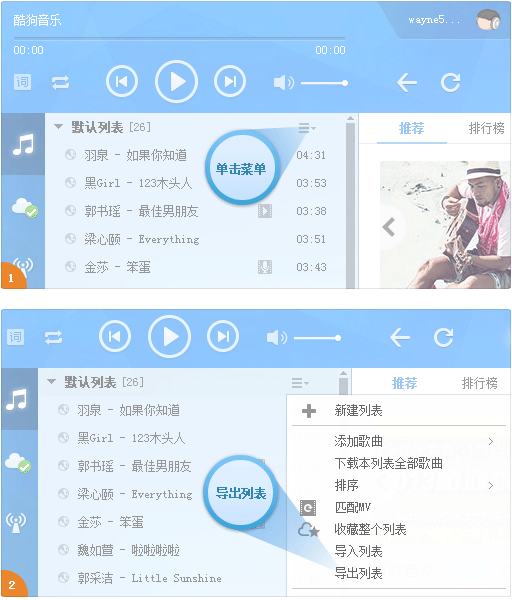 酷狗音乐
wayne5...
00:00 00:00
词
推荐 排行榜
默认列表 [26]
单击菜单
羽泉 - 如果你知道 04:31
黑Girl - 123木头人 03:53
郭书瑶 - 最佳男朋友 03:38
梁心颐 - Everything 03:51
金莎 - 笨蛋 03:43
1
词
推荐 排行榜
默认列表 [26]
羽泉 - 如果你知道
黑Girl - 123木头人
郭书瑶 - 最佳男朋友
梁心颐 - Everything
金莎 - 笨蛋
魏如萱 - 啦啦啦啦
郭采洁 - Little Sunshine
导出列表
新建列表
添加歌曲
下载本列表全部歌曲
排序
匹配MV
收藏整个列表
导入列表
导出列表
2